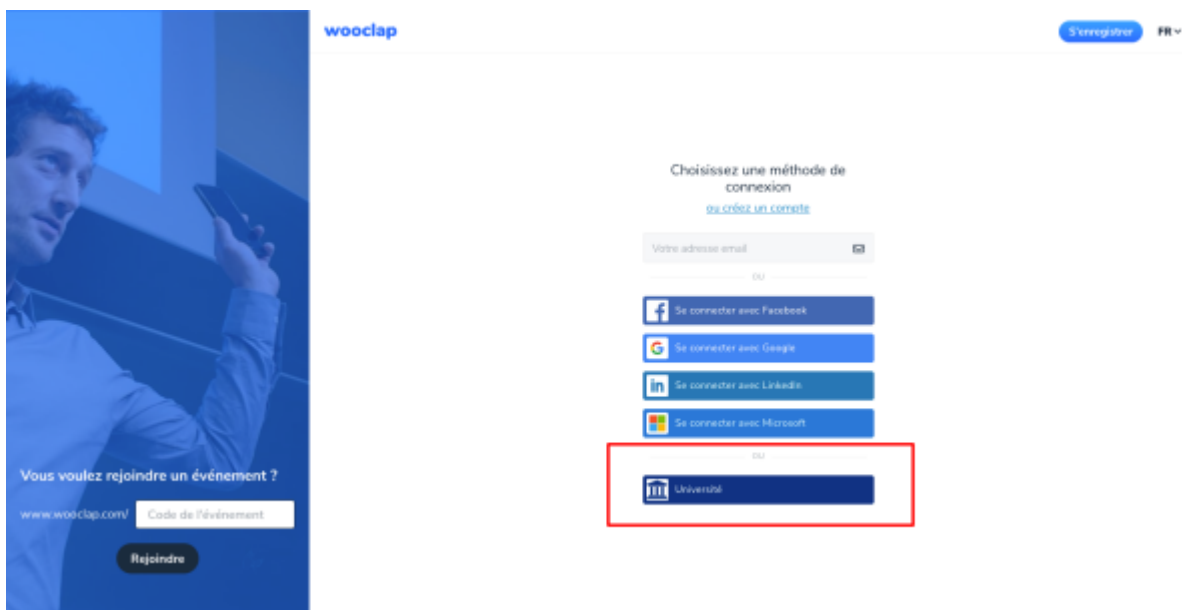 wooclap
S'enregistrer
FR
Choisissez une méthode de
connexion
ou créez un compte
Votre adresse email
OU
Se connecter avec Facebook
Se connecter avec Google
Se connecter avec LinkedIn
Se connecter avec Microsoft
OU
Université
Vous voulez rejoindre un événement ?
www.wooclap.com/ Code de l'événement
Rejoindre